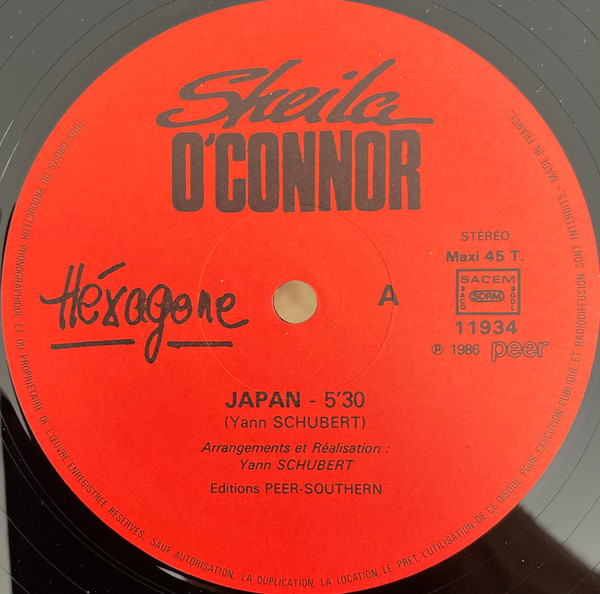 Sheila
O'CONNOR
STÉRÉO
Maxi 45 T.
SACEM
SACD
SDRM
SGDL
11934
℗ 1986 peer
Héxagone
A
JAPAN - 5'30
(Yann SCHUBERT)
Arrangements et Réalisation :
Yann SCHUBERT
Editions PEER-SOUTHERN
TOUS DROITS DU PRODUCTEUR PHONOGRAPHIQUE ET DU PROPRIÉTAIRE DE L'ŒUVRE ENREGISTRÉE RÉSERVÉS. SAUF AUTORISATION, LA DUPLICATION, LA LOCATION, LE PRÊT, L'UTILISATION DE CE DISQUE POUR EXÉCUTION PUBLIQUE ET RADIODIFFUSION SONT INTERDITS - MADE IN FRANCE.